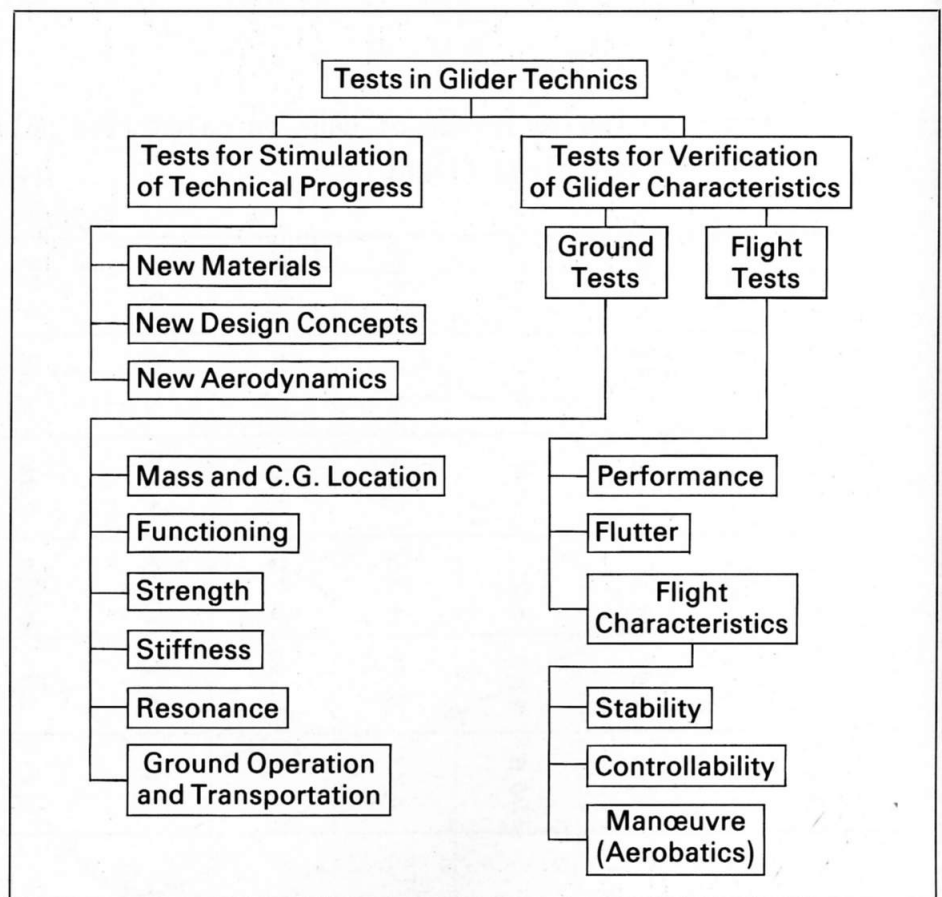 Tests in Glider Technics
Tests for Stimulation
of Technical Progress
Tests for Verification
of Glider Characteristics
Ground
Tests
Flight
Tests
New Materials
New Design Concepts
New Aerodynamics
Mass and C.G. Location
Functioning
Strength
Stiffness
Resonance
Ground Operation
and Transportation
Performance
Flutter
Flight
Characteristics
Stability
Controllability
Manœuvre
(Aerobatics)